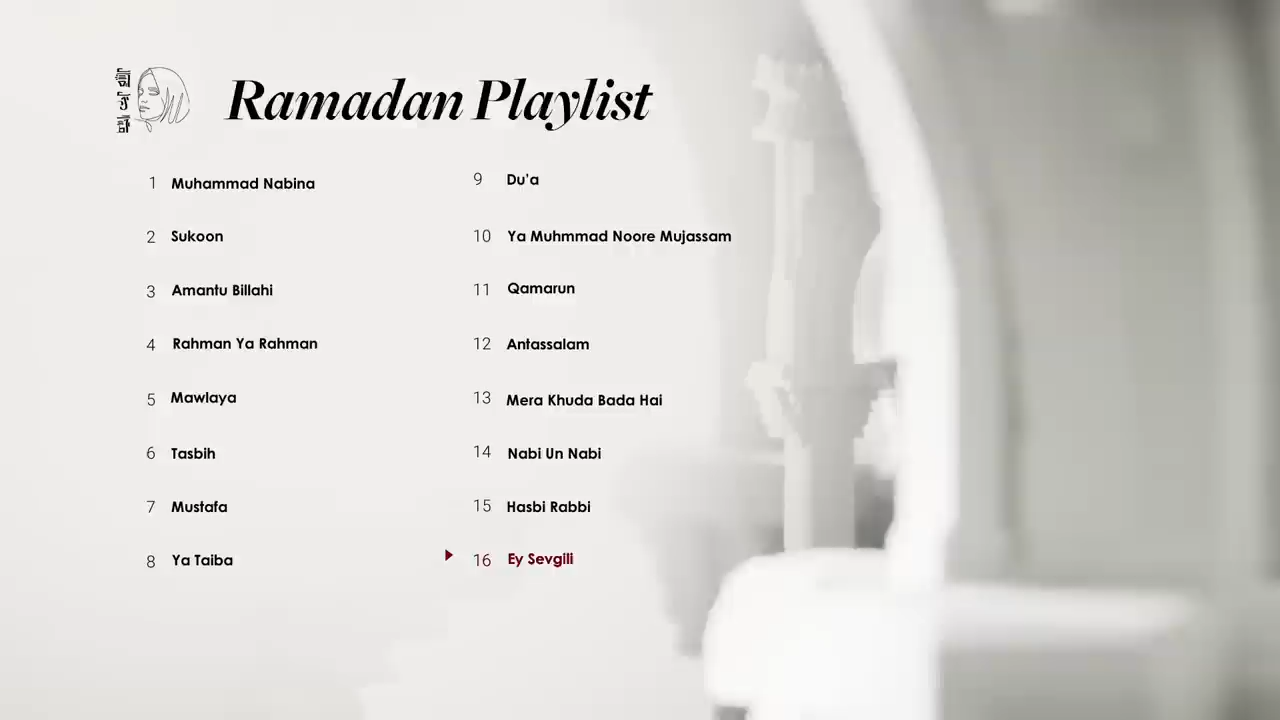 Ramadan Playlist
1 Muhammad Nabina
2 Sukoon
3 Amantu Billahi
4 Rahman Ya Rahman
5 Mawlaya
6 Tasbih
7 Mustafa
8 Ya Taiba
9 Du'a
10 Ya Muhmmad Noore Mujassam
11 Qamarun
12 Antassalam
13 Mera Khuda Bada Hai
14 Nabi Un Nabi
15 Hasbi Rabbi
16 Ey Sevgili